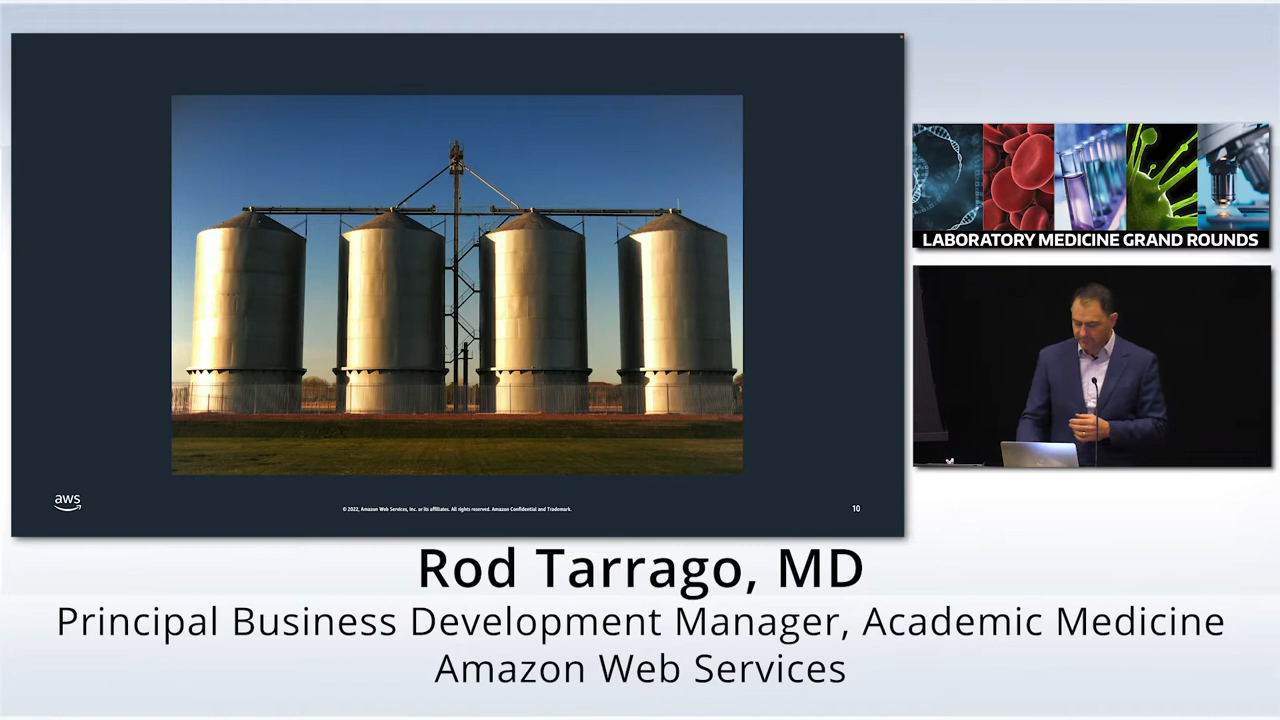 aws
© 2022, Amazon Web Services, Inc. or its affiliates. All rights reserved. Amazon Confidential and Trademark.
10
LABORATORY MEDICINE GRAND ROUNDS
Rod Tarrago, MD
Principal Business Development Manager, Academic Medicine
Amazon Web Services